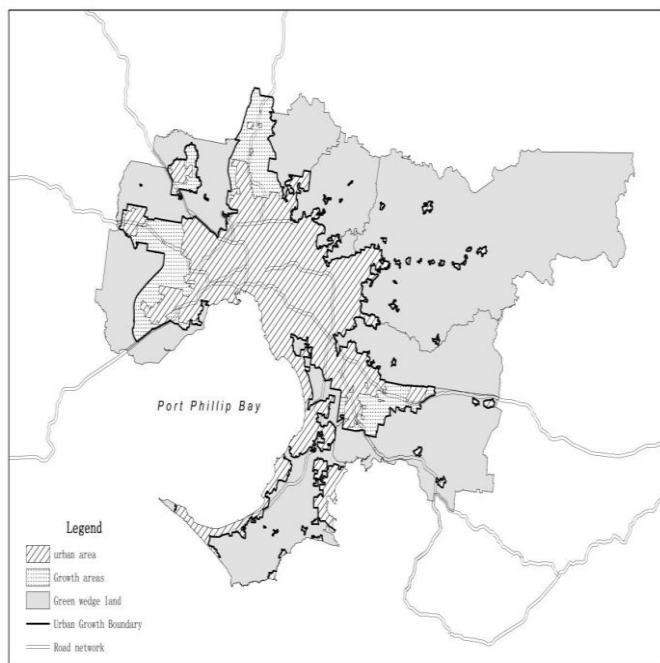 Port Phillip Bay
Legend
urban area
Growth areas
Green wedge land
Urban Growth Boundary
Road network